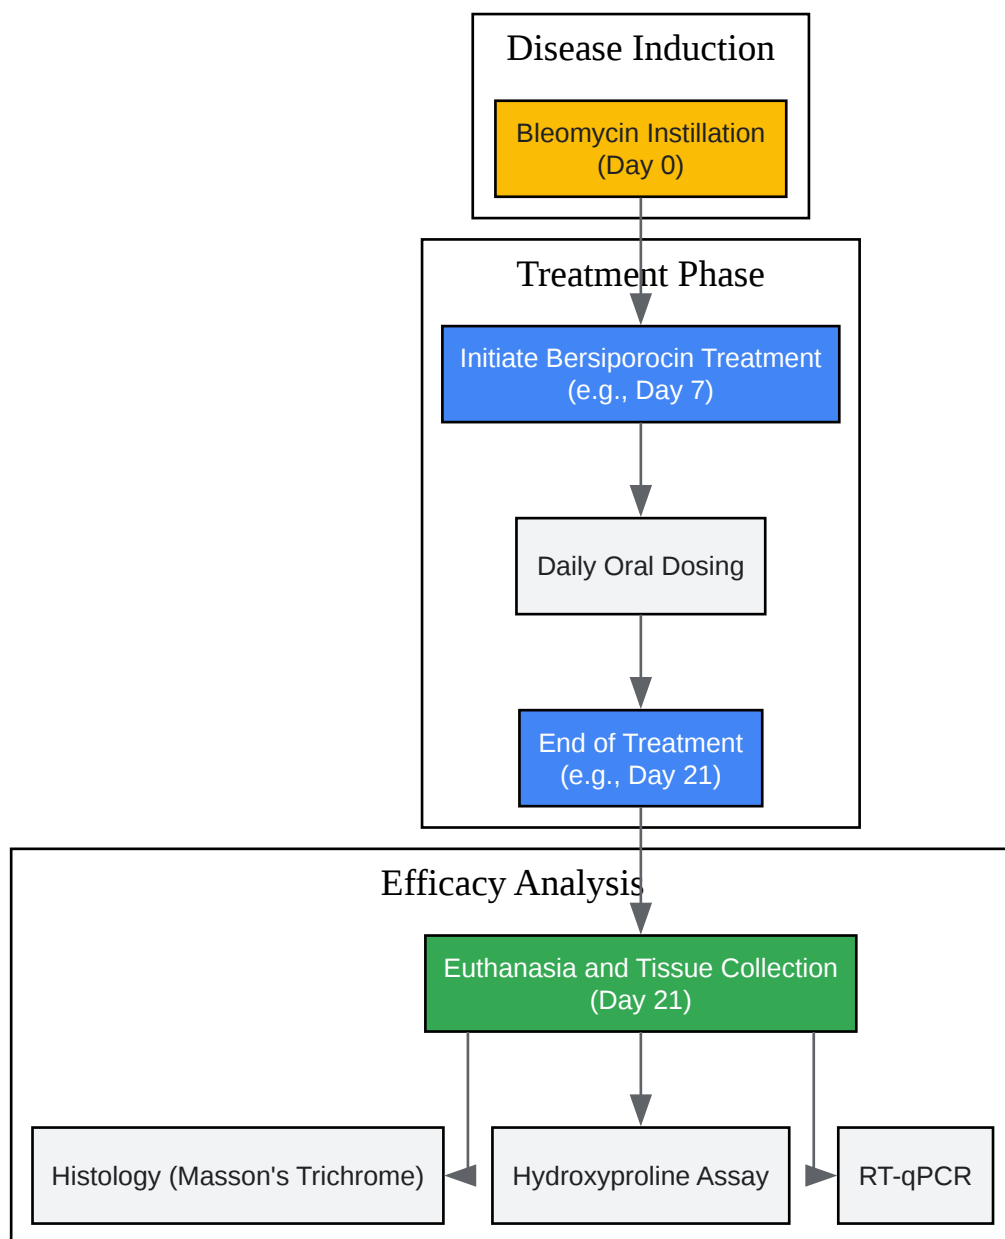 Disease Induction
Bleomycin Instillation
(Day 0)
Treatment Phase
Initiate Bersiporocin Treatment
(e.g., Day 7)
Daily Oral Dosing
End of Treatment
(e.g., Day 21)
Efficacy Analysis
Euthanasia and Tissue Collection
(Day 21)
Histology (Masson's Trichrome)
Hydroxyproline Assay
RT-qPCR